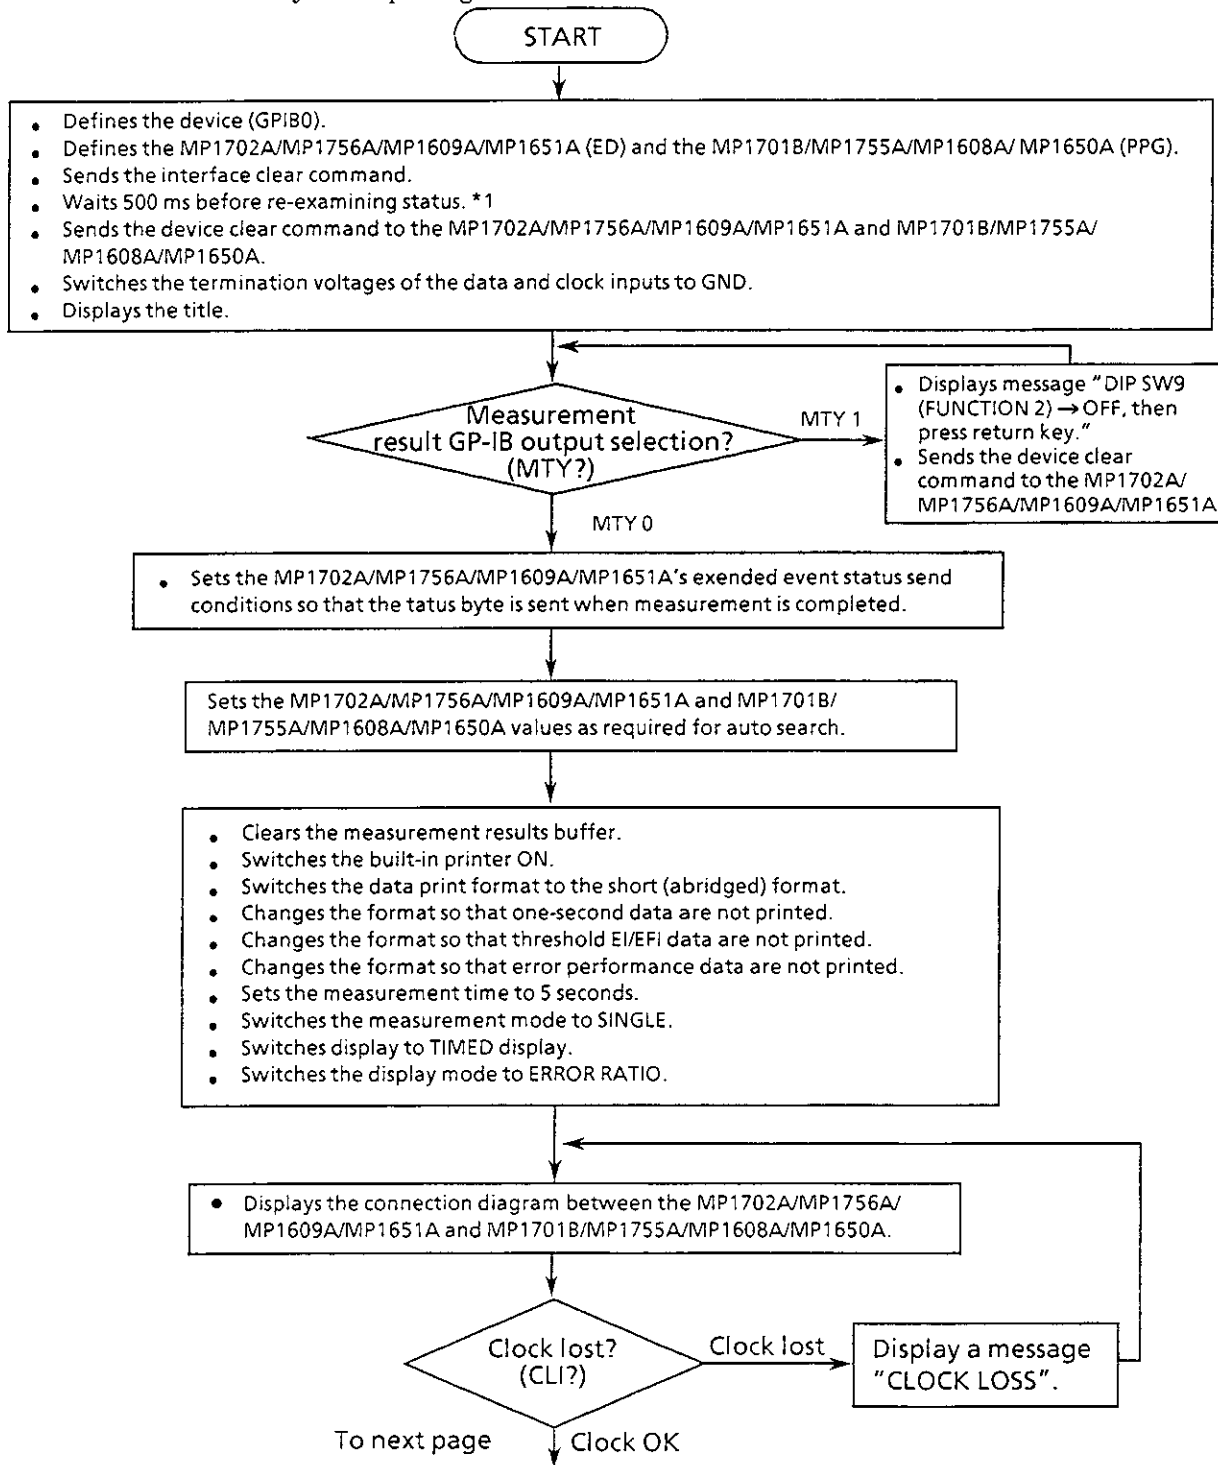 START
• Defines the device (GPIB0).
• Defines the MP1702A/MP1756A/MP1609A/MP1651A (ED) and the MP1701B/MP1755A/MP1608A/ MP1650A (PPG).
• Sends the interface clear command.
• Waits 500 ms before re-examining status. *1
• Sends the device clear command to the MP1702A/MP1756A/MP1609A/MP1651A and MP1701B/MP1755A/
MP1608A/MP1650A.
• Switches the termination voltages of the data and clock inputs to GND.
• Displays the title.
Measurement
result GP-IB output selection?
(MTY?)
MTY 1
• Displays message "DIP SW9
(FUNCTION 2) → OFF, then
press return key."
• Sends the device clear
command to the MP1702A/
MP1756A/MP1609A/MP1651A
MTY 0
• Sets the MP1702A/MP1756A/MP1609A/MP1651A's exended event status send
conditions so that the tatus byte is sent when measurement is completed.
Sets the MP1702A/MP1756A/MP1609A/MP1651A and MP1701B/
MP1755A/MP1608A/MP1650A values as required for auto search.
• Clears the measurement results buffer.
• Switches the built-in printer ON.
• Switches the data print format to the short (abridged) format.
• Changes the format so that one-second data are not printed.
• Changes the format so that threshold EI/EFI data are not printed.
• Changes the format so that error performance data are not printed.
• Sets the measurement time to 5 seconds.
• Switches the measurement mode to SINGLE.
• Switches display to TIMED display.
• Switches the display mode to ERROR RATIO.
• Displays the connection diagram between the MP1702A/MP1756A/
MP1609A/MP1651A and MP1701B/MP1755A/MP1608A/MP1650A.
Clock lost?
(CLI?)
Clock lost
Display a message
"CLOCK LOSS".
To next page
Clock OK